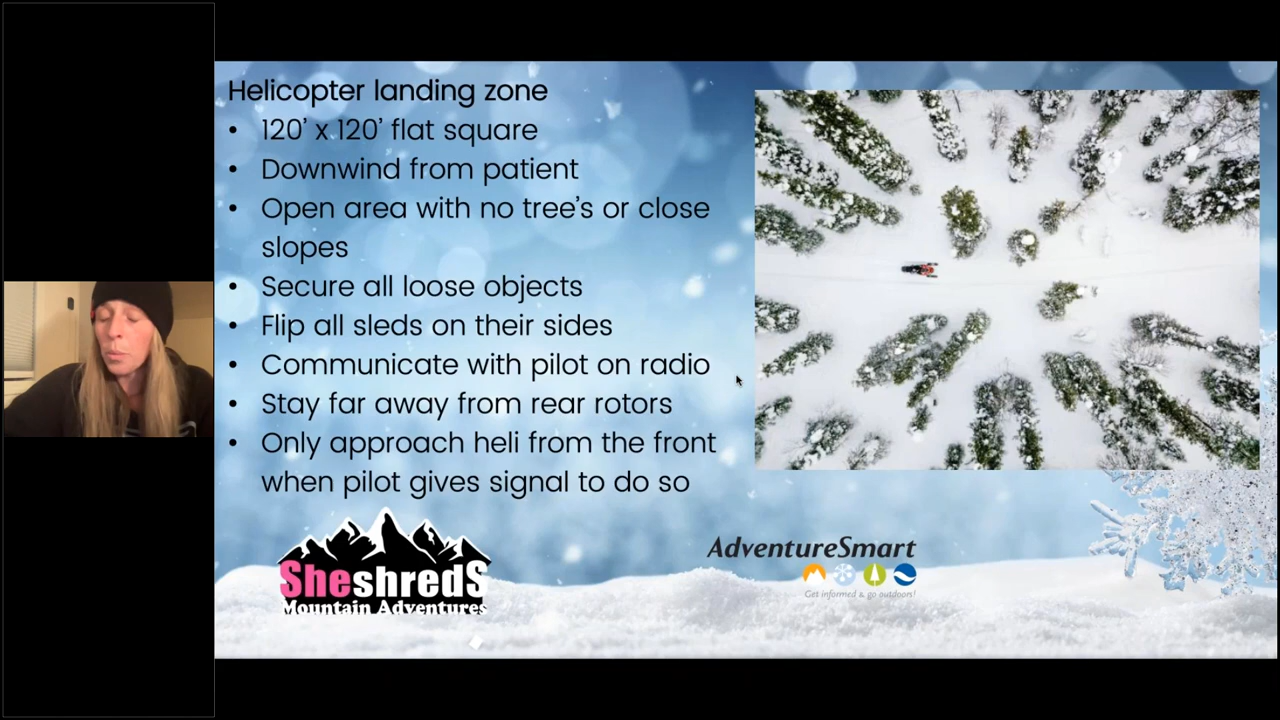 Helicopter landing zone
• 120’ x 120’ flat square
• Downwind from patient
• Open area with no tree’s or close
slopes
• Secure all loose objects
• Flip all sleds on their sides
• Communicate with pilot on radio
• Stay far away from rear rotors
• Only approach heli from the front
when pilot gives signal to do so
SheshredS
Mountain Adventures
AdventureSmart
Get informed & go outdoors!